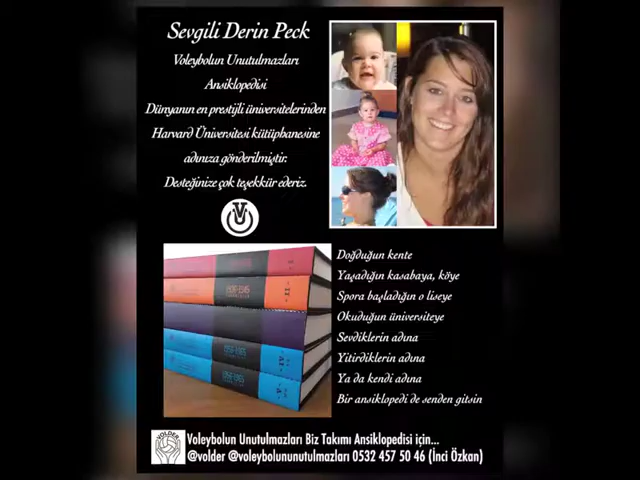 Sevgili Derin Peck
Voleybolun Unutulmazları
Ansiklopedisi
Dünyanın en prestijli üniversitelerinden
Harvard Üniversitesi kütüphanesine
adınıza gönderilmiştir.
Desteğinize çok teşekkür ederiz.
Doğduğun kente
Yaşadığın kasabaya, köye
Spora başladığın o liseye
Okuduğun üniversiteye
Sevdiklerin adına
Yitirdiklerin adına
Ya da kendi adına
Bir ansiklopedi de senden gitsin
VOLDER
Voleybolun Unutulmazları Biz Takımı Ansiklopedisi için...
@volder @voleybolununutulmazları 0532 457 50 46 (İnci Özkan)